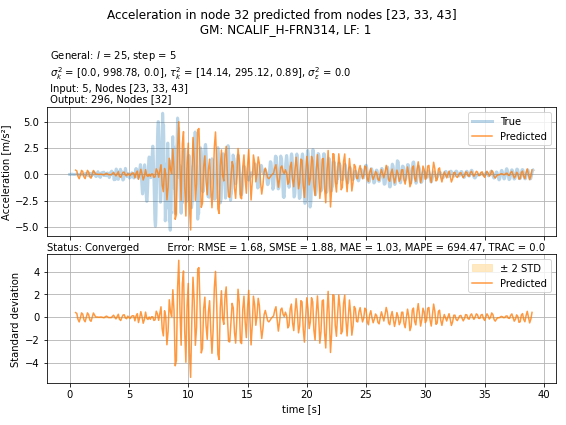 Acceleration in node 32 predicted from nodes [23, 33, 43]
GM: NCALIF_H-FRN314, LF: 1
General: l = 25, step = 5
σ²ₖ = [0.0, 998.78, 0.0], τ²ₖ = [14.14, 295.12, 0.89], σ²ε = 0.0
Input: 5, Nodes [23, 33, 43]
Output: 296, Nodes [32]
Acceleration [m/s²]
5.0
2.5
0.0
−2.5
−5.0
True
Predicted
Status: Converged Error: RMSE = 1.68, SMSE = 1.88, MAE = 1.03, MAPE = 694.47, TRAC = 0.0
Standard deviation
4
2
0
−2
−4
± 2 STD
Predicted
0 5 10 15 20 25 30 35 40
time [s]